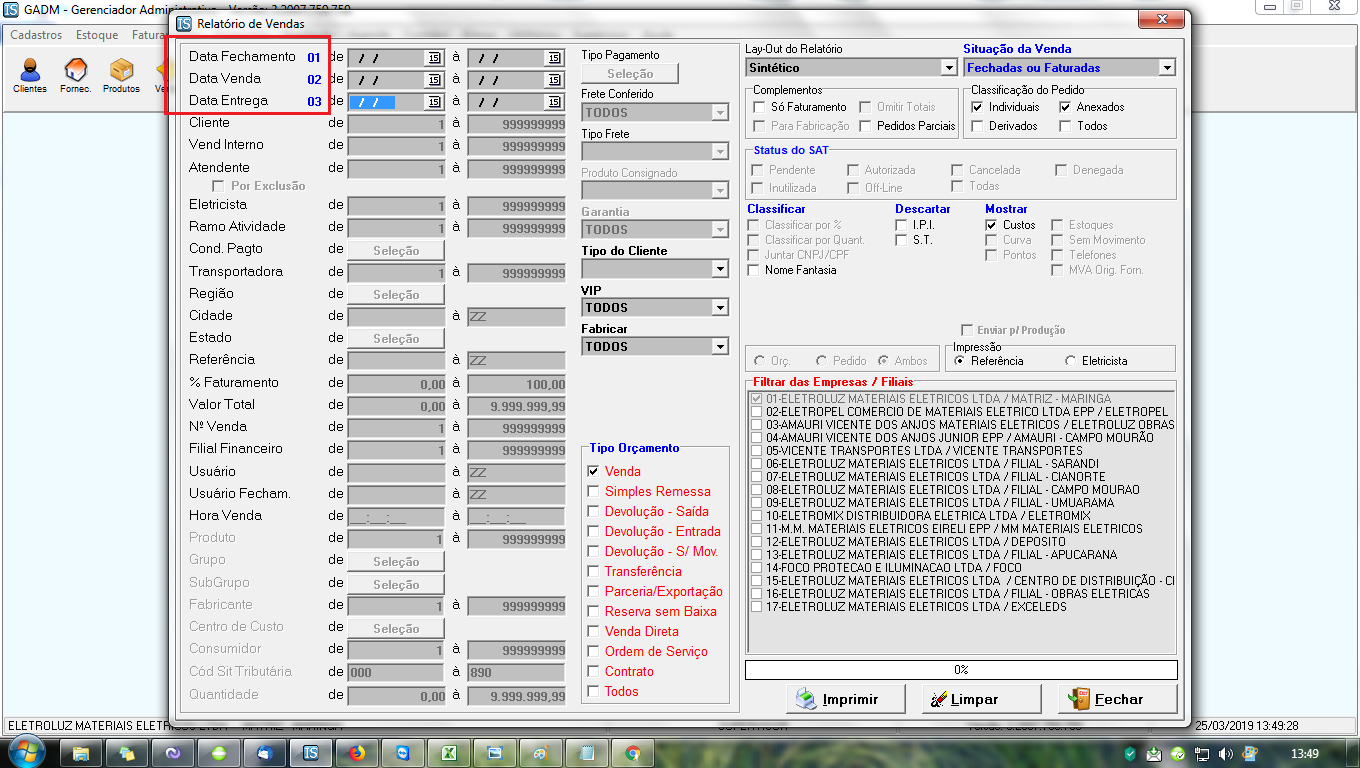 GADM - Gerenciador Administrativo - Versão: 3.2007.750.750
Relatório de Vendas
Cadastros Estoque Fatura
Clientes Fornec. Produtos
Data Fechamento 01 de / / 15 à / / 15
Data Venda 02 de / / 15 à / / 15
Data Entrega 03 de / / 15 à / / 15
Cliente de 1 à 999999999
Vend Interno de 1 à 999999999
Atendente de 1 à 999999999
Por Exclusão
Eletricista de 1 à 999999999
Ramo Atividade de 1 à 999999999
Cond. Pagto de Seleção
Transportadora de 1 à 999999999
Região de Seleção
Cidade de à ZZ
Estado de Seleção
Referência de à ZZ
% Faturamento de 0,00 à 100,00
Valor Total de 0,00 à 9.999.999,99
Nº Venda de 1 à 999999999
Filial Financeiro de 1 à 999999999
Usuário de à ZZ
Usuário Fecham. de à ZZ
Hora Venda de __:__:__ à __:__:__
Produto de 1 à 999999999
Grupo de Seleção
SubGrupo de Seleção
Fabricante de 1 à 999999999
Centro de Custo de Seleção
Consumidor de 1 à 999999999
Cód Sit Tributária de 000 à 890
Quantidade de 0,00 à 9.999.999,99
Tipo Pagamento
Seleção
Frete Conferido
TODOS
Tipo Frete
Produto Consignado
Garantia
TODOS
Tipo do Cliente
VIP
TODOS
Fabricar
TODOS
Tipo Orçamento
Venda
Simples Remessa
Devolução - Saída
Devolução - Entrada
Devolução - S/ Mov.
Transferência
Parceria/Exportação
Reserva sem Baixa
Venda Direta
Ordem de Serviço
Contrato
Todos
Lay-Out do Relatório
Sintético
Situação da Venda
Fechadas ou Faturadas
Complementos
Só Faturamento Omitir Totais
Para Fabricação Pedidos Parciais
Classificação do Pedido
Individuais Anexados
Derivados Todos
Status do SAT
Pendente Autorizada Cancelada Denegada
Inutilizada Off-Line Todas
Classificar
Classificar por %
Classificar por Quant.
Juntar CNPJ/CPF
Nome Fantasia
Descartar
I.P.I.
S.T.
Mostrar
Custos Estoques
Curva Sem Movimento
Pontos Telefones
MVA Orig. Forn.
Enviar p/ Produção
Orç. Pedido Ambos
Impressão
Referência Eletricista
Filtrar das Empresas / Filiais
01-ELETROLUZ MATERIAIS ELETRICOS LTDA / MATRIZ - MARINGA
02-ELETROPEL COMERCIO DE MATERIAIS ELETRICO LTDA EPP / ELETROPEL
03-AMAURI VICENTE DOS ANJOS MATERIAIS ELETRICOS / ELETROLUZ OBRAS
04-AMAURI VICENTE DOS ANJOS JUNIOR EPP / AMAURI - CAMPO MOURÃO
05-VICENTE TRANSPORTES LTDA / VICENTE TRANSPORTES
06-ELETROLUZ MATERIAIS ELETRICOS LTDA / FILIAL - SARANDI
07-ELETROLUZ MATERIAIS ELETRICOS LTDA / FILIAL - CIANORTE
08-ELETROLUZ MATERIAIS ELETRICOS LTDA / FILIAL - CAMPO MOURAO
09-ELETROLUZ MATERIAIS ELETRICOS LTDA / FILIAL - UMUARAMA
10-ELETROMIX DISTRIBUIDORA ELETRICA LTDA / ELETROMIX
11-M.M. MATERIAIS ELETRICOS EIRELI EPP / MM MATERIAIS ELETRICOS
12-ELETROLUZ MATERIAIS ELETRICOS LTDA / DEPOSITO
13-ELETROLUZ MATERIAIS ELETRICOS LTDA / FILIAL - APUCARANA
14-FOCO PROTECAO E ILUMINACAO LTDA / FOCO
15-ELETROLUZ MATERIAIS ELETRICOS LTDA / CENTRO DE DISTRIBUIÇÃO - CI
16-ELETROLUZ MATERIAIS ELETRICOS LTDA / FILIAL - OBRAS ELETRICAS
17-ELETROLUZ MATERIAIS ELETRICOS LTDA / EXCELEDS
0%
Imprimir Limpar Fechar
ELETROLUZ MATERIAIS ELETRICOS LTDA 25/03/2019 13:49:28
13:49